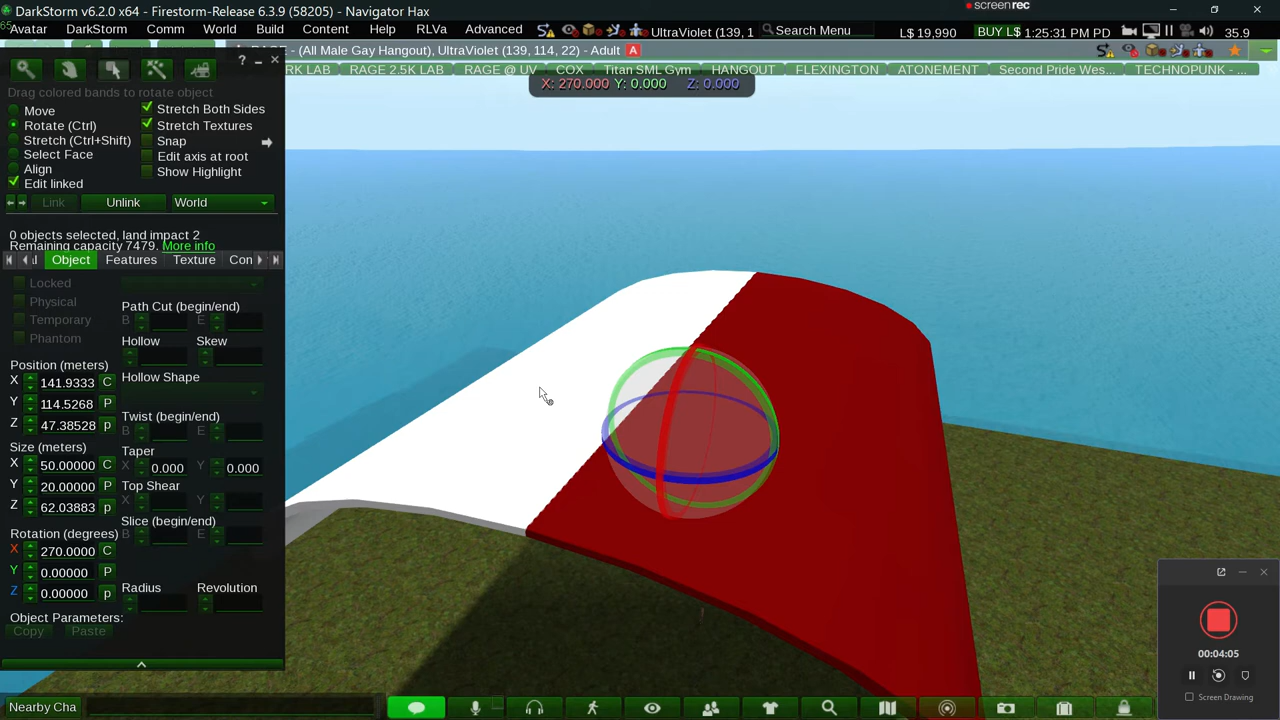 screenrec
DarkStorm v6.2.0 x64 - Firestorm-Release 6.3.9 (58205) - Navigator Hax
65
Avatar DarkStorm Comm World Build Content Help RLVa Advanced UltraViolet (139, 1 Search Menu L$ 19,990 BUY L$ 1:25:31 PM PD 35.9
RAGE - (All Male Gay Hangout), UltraViolet (139, 114, 22) - Adult A
RK LAB RAGE 2.5K LAB RAGE @ UV COX Titan SML Gym HANGOUT FLEXINGTON ATONEMENT Second Pride Wes... TECHNOPUNK - ...
X: 270.000 Y: 0.000 Z: 0.000
?
Drag colored bands to rotate object
Move
Rotate (Ctrl)
Stretch (Ctrl+Shift)
Select Face
Align
Edit linked
Stretch Both Sides
Stretch Textures
Snap
Edit axis at root
Show Highlight
Link Unlink World
0 objects selected, land impact 2
Remaining capacity 7479. More info
Object Features Texture Con
Locked
Physical
Temporary
Phantom
Position (meters)
X 141.9333 C
Y 114.5268 P
Z 47.38528 p
Size (meters)
X 50.00000 C
Y 20.00000 P
Z 62.03883 p
Rotation (degrees)
X 270.0000 C
Y 0.00000 P
Z 0.00000 p
Object Parameters:
Copy Paste
Path Cut (begin/end)
B E
Hollow Skew
Hollow Shape
Twist (begin/end)
B E
Taper
X 0.000 Y 0.000
Top Shear
X Y
Slice (begin/end)
B E
Radius Revolution
00:04:05
Screen Drawing
Nearby Cha